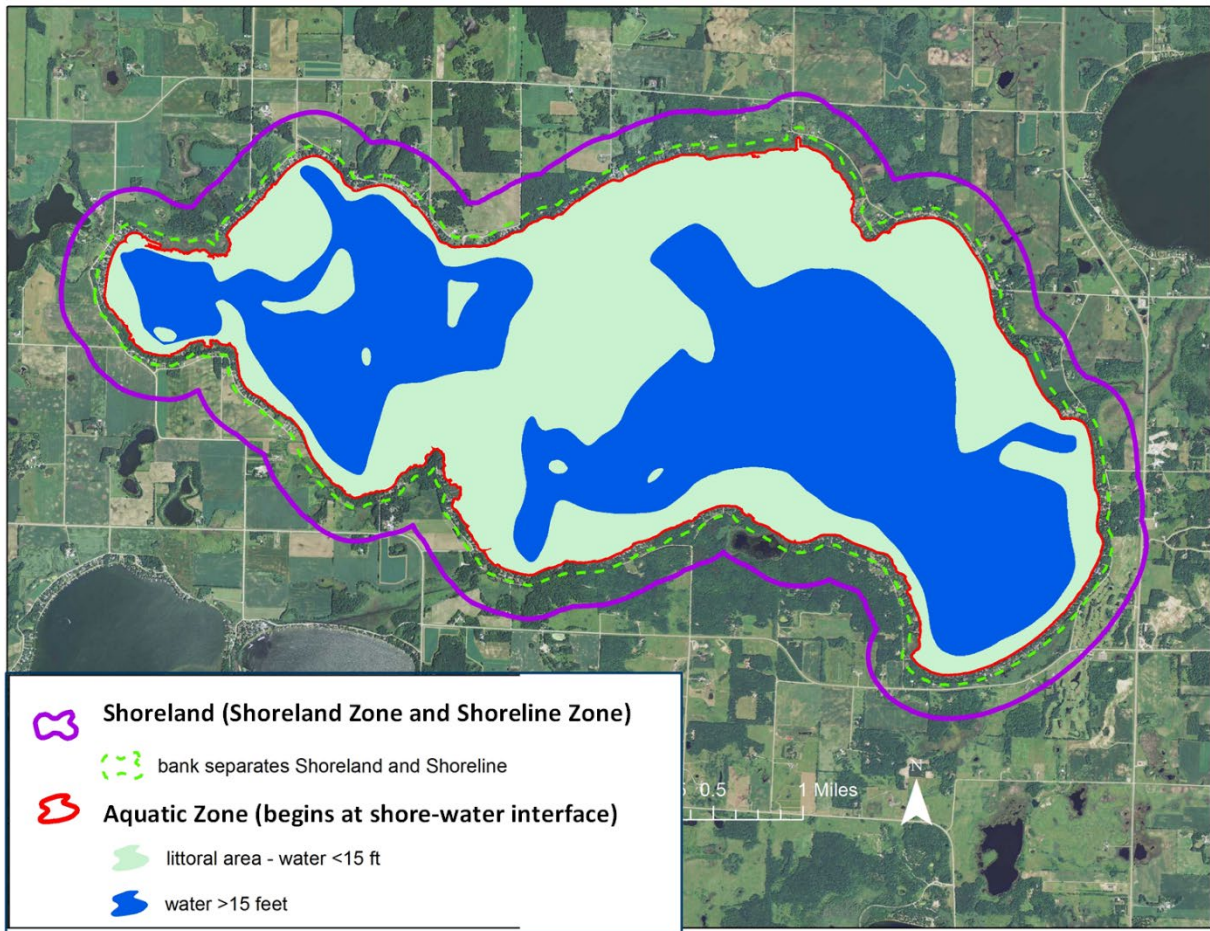 Shoreland (Shoreland Zone and Shoreline Zone)
bank separates Shoreland and Shoreline
Aquatic Zone (begins at shore-water interface)
littoral area - water <15 ft
water >15 feet
0.5 1 Miles
N